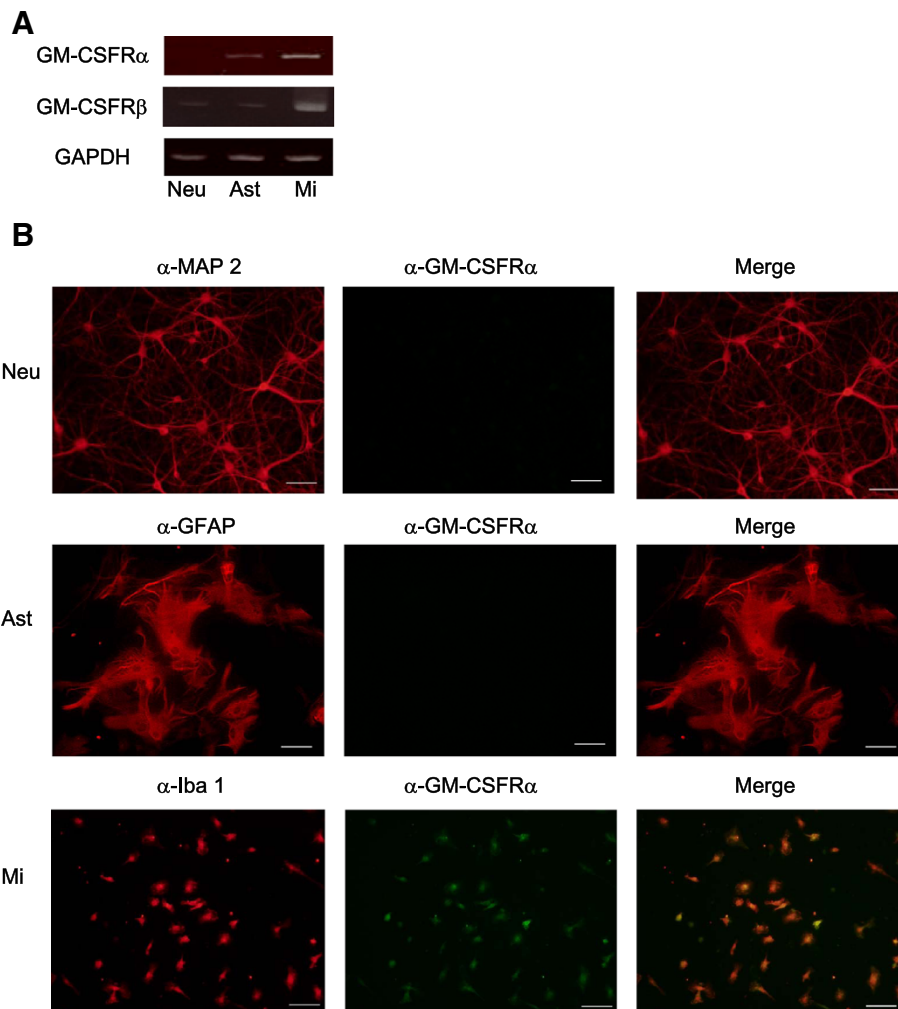 A
GM-CSFRα
GM-CSFRβ
GAPDH
Neu Ast Mi
B
α-MAP 2 α-GM-CSFRα Merge
Neu
α-GFAP α-GM-CSFRα Merge
Ast
α-Iba 1 α-GM-CSFRα Merge
Mi